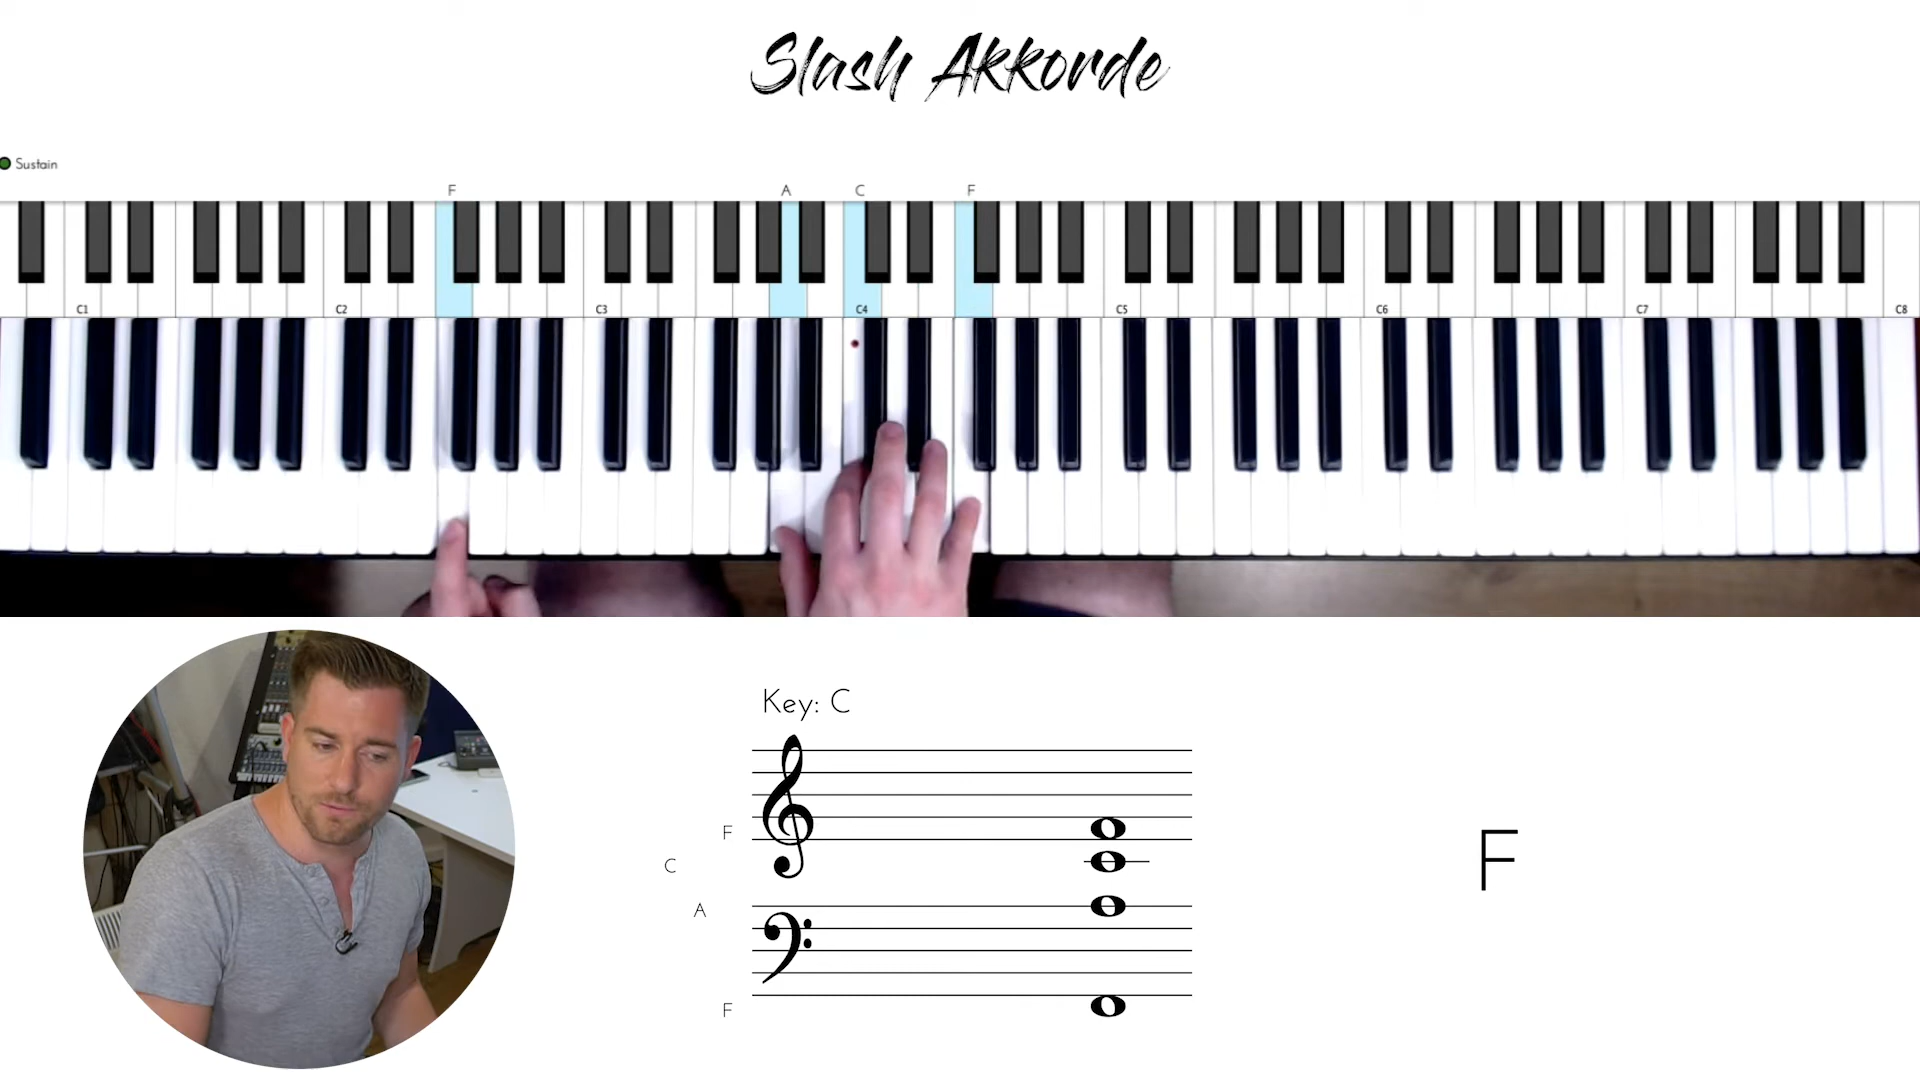 Slash Akkorde
Sustain
F A C F
C1 C2 C3 C4 C5 C6 C7 C8
Key: C
F
C
A
F
F